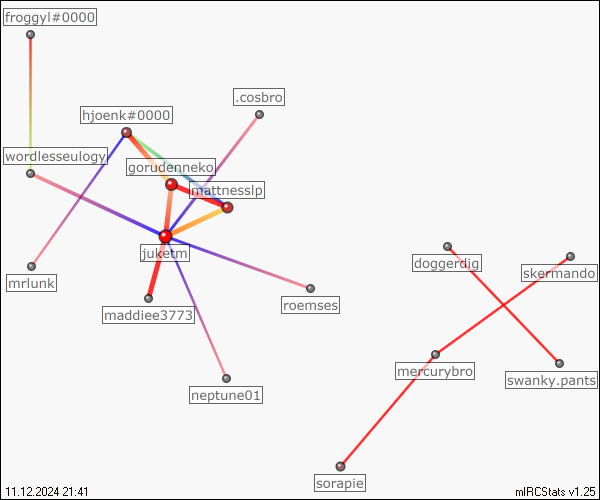 froggyl#0000
.cosbro
hjoenk#0000
wordlesseulogy
gorudenneko
mattnesslp
juketm
doggerdig
skermando
mrlunk
roemses
maddiee3773
mercurybro
swanky.pants
neptune01
sorapie
11.12.2024 21:41
mIRCStats v1.25